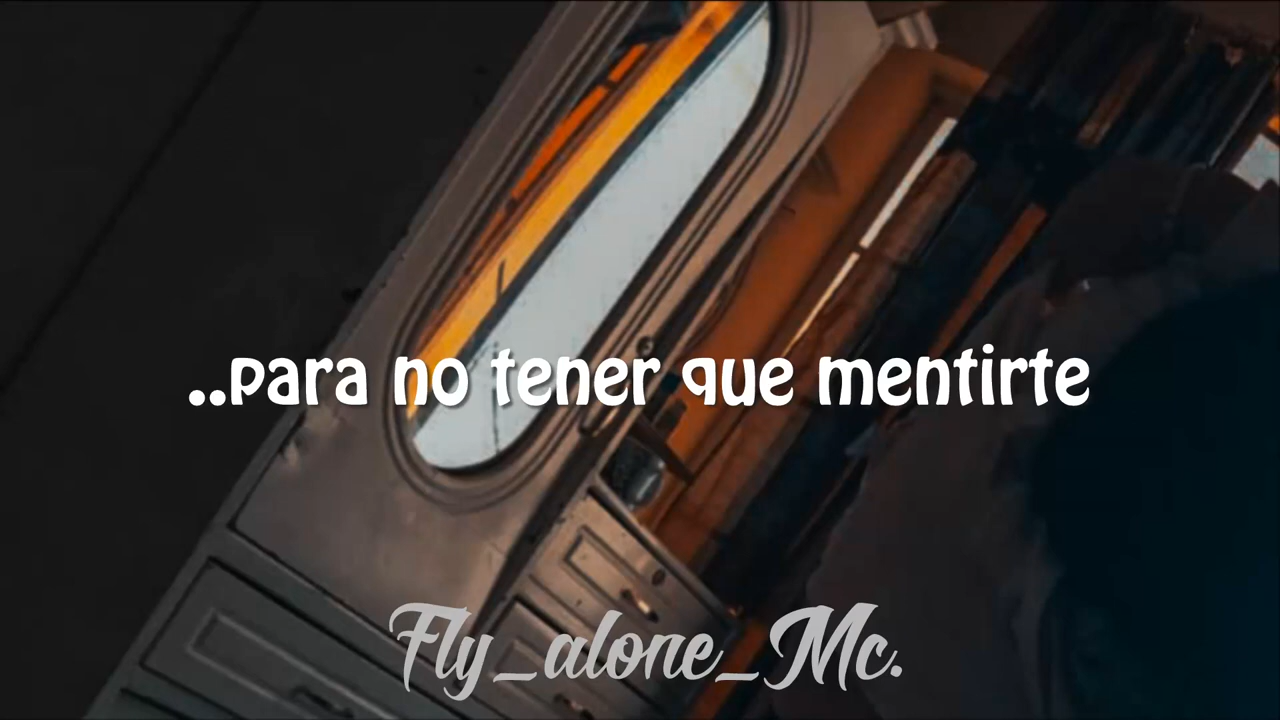 ..para no tener que mentirte
Fly_alone_Mc.